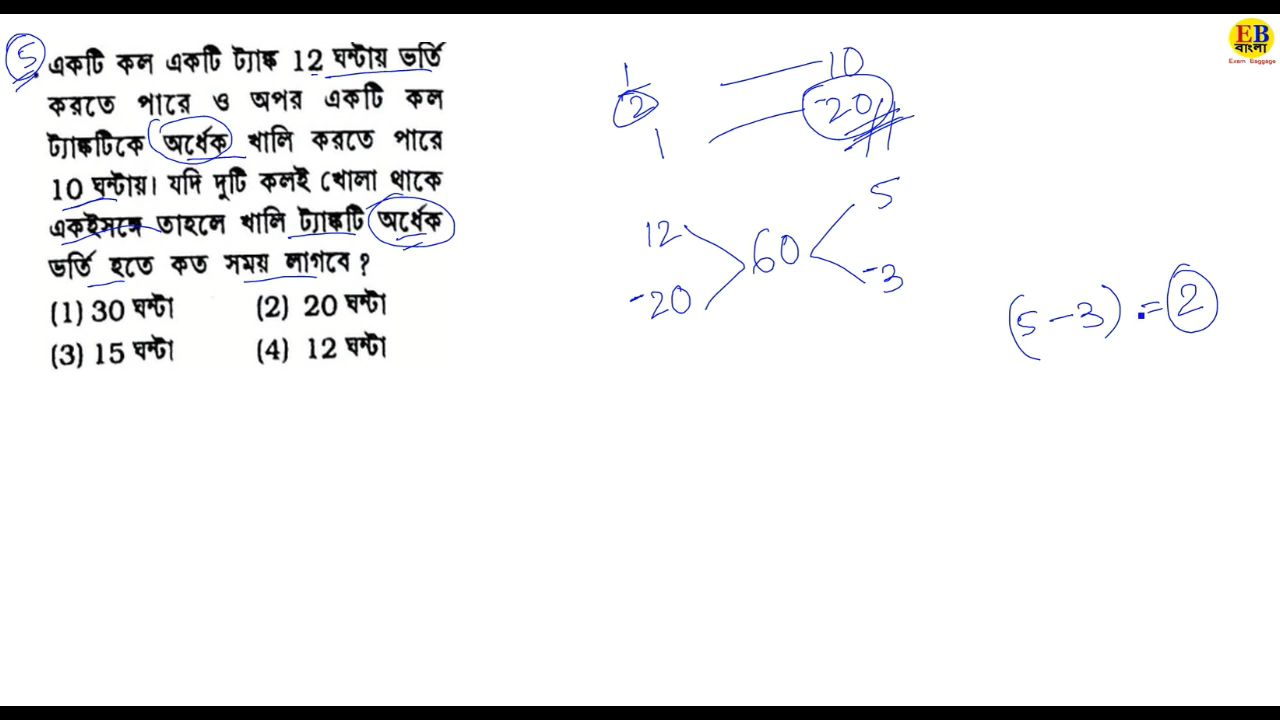 5
একটি কল একটি ট্যাঙ্ক 12 ঘন্টায় ভর্তি
করতে পারে ও অপর একটি কল
ট্যাঙ্কটিকে অর্ধেক খালি করতে পারে
10 ঘন্টায়। যদি দুটি কলই খোলা থাকে
একইসঙ্গে তাহলে খালি ট্যাঙ্কটি অর্ধেক
ভর্তি হতে কত সময় লাগবে ?
(1) 30 ঘন্টা (2) 20 ঘন্টা
(3) 15 ঘন্টা (4) 12 ঘন্টা
1
2
10
1
-20
12
-20
60
5
-3
(5-3) = 2
EB
বাংলা
Exam Baggage